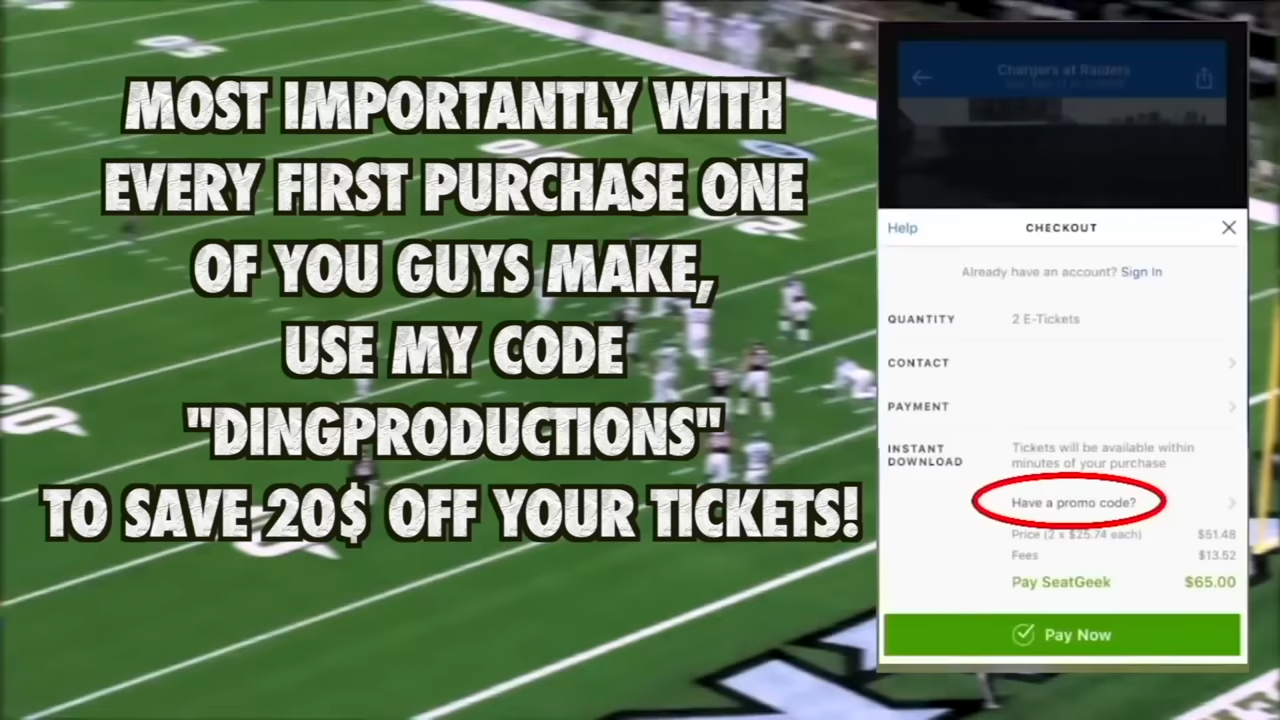 MOST IMPORTANTLY WITH
EVERY FIRST PURCHASE ONE
OF YOU GUYS MAKE,
USE MY CODE
"DINGPRODUCTIONS"
TO SAVE 20$ OFF YOUR TICKETS!
Chargers at Raiders
Help
CHECKOUT
Already have an account? Sign In
QUANTITY 2 E-Tickets
CONTACT
PAYMENT
INSTANT DOWNLOAD
Tickets will be available within
minutes of your purchase
Have a promo code?
Price (2 x $25.74 each) $51.48
Fees $13.52
Pay SeatGeek $65.00
Pay Now